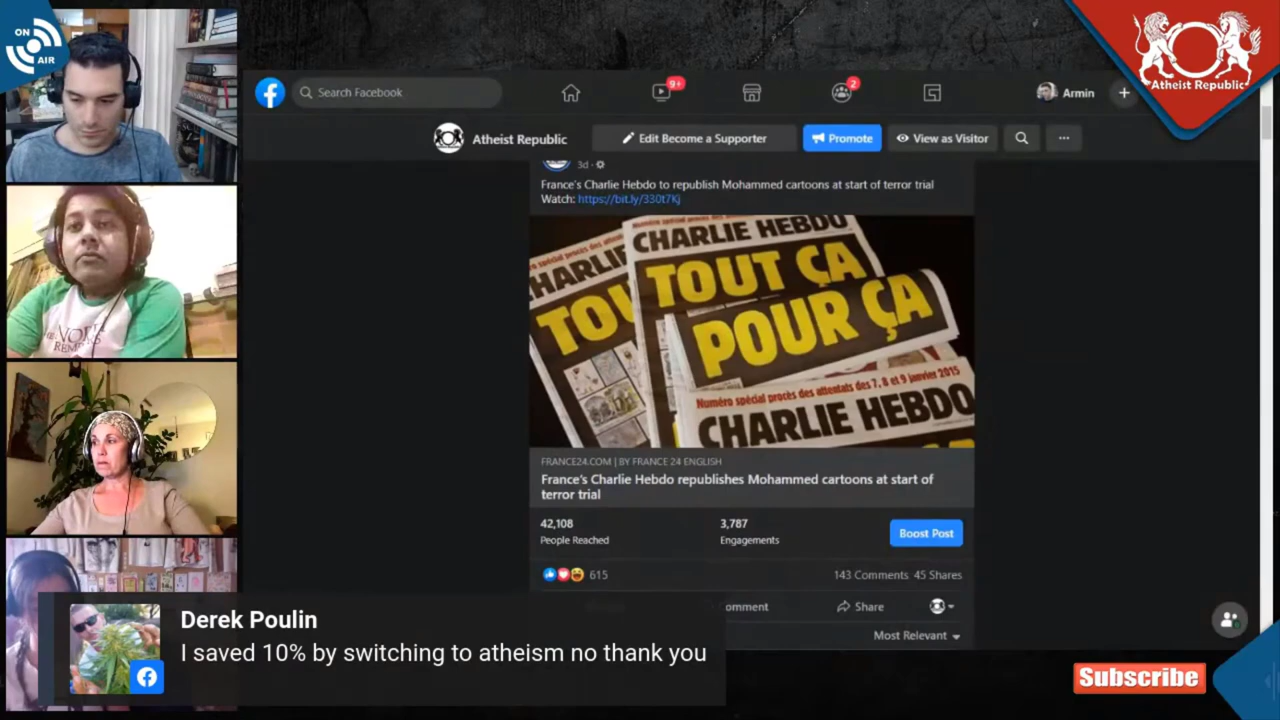 ON
AIR
Search Facebook
9+
2
Armin
Atheist Republic
Atheist Republic
Edit Become a Supporter
Promote
View as Visitor
3d
France's Charlie Hebdo to republish Mohammed cartoons at start of terror trial
Watch: https://bit.ly/330t7Kj
CHARLIE HEBDO
TOUT ÇA
POUR ÇA
CHARLIE
TOU
Numéro spécial procès des attentats des 7, 8 et 9 janvier 2015
CHARLIE HEBDO
FRANCE24.COM | BY FRANCE 24 ENGLISH
France's Charlie Hebdo republishes Mohammed cartoons at start of
terror trial
42,108
People Reached
3,787
Engagements
Boost Post
615
143 Comments 45 Shares
omment
Share
Most Relevant
Derek Poulin
I saved 10% by switching to atheism no thank you
Subscribe